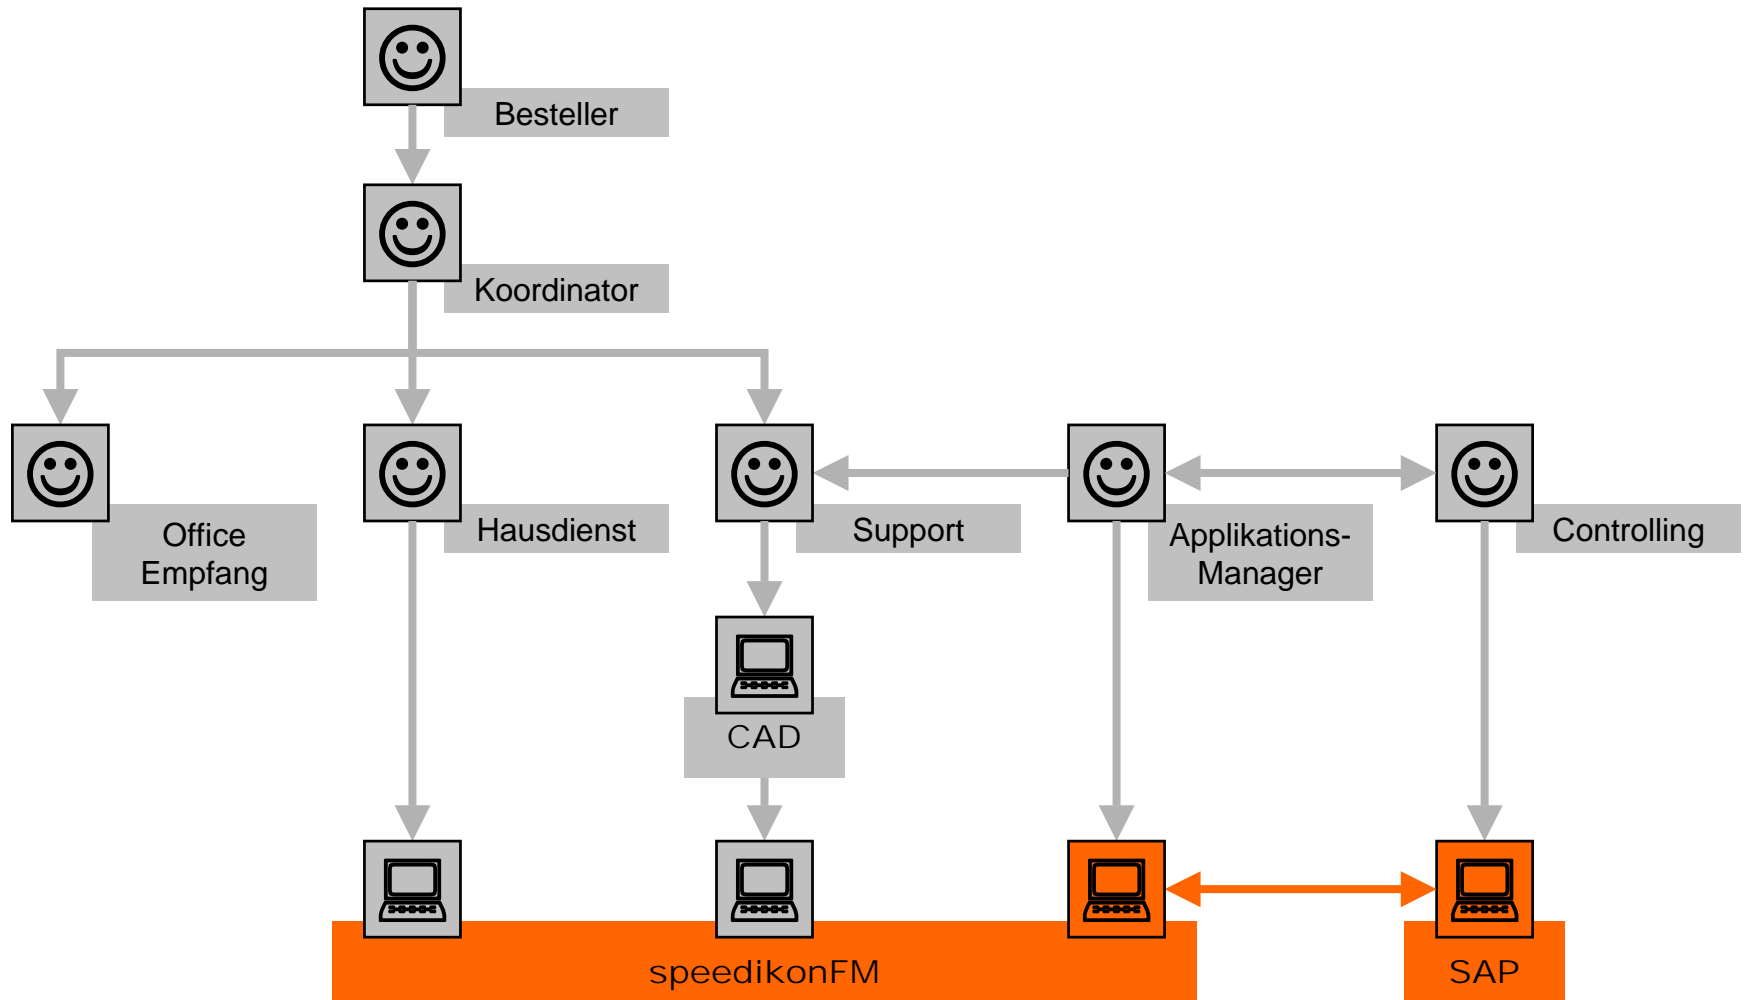 Besteller
Koordinator
Office
Empfang
Hausdienst
Support
Applikations-
Manager
Controlling
CAD
speedikonFM
SAP